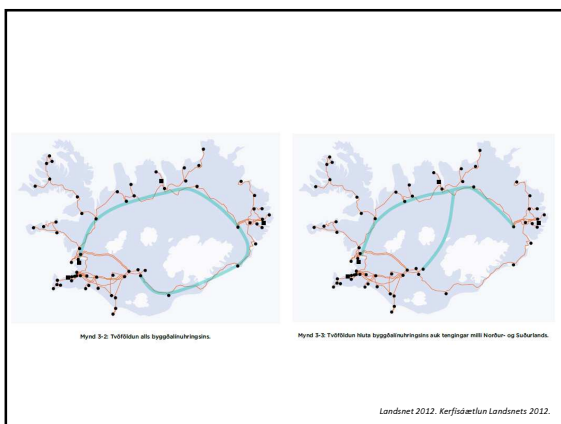 Mynd 3-2: Tvöföldun alls byggðalínuhringsins.
Mynd 3-3: Tvöföldun hluta byggðalínuhringsins auk tengingar milli Norður- og Suðurlands.
Landsnet 2012. Kerfisáætlun Landsnets 2012.